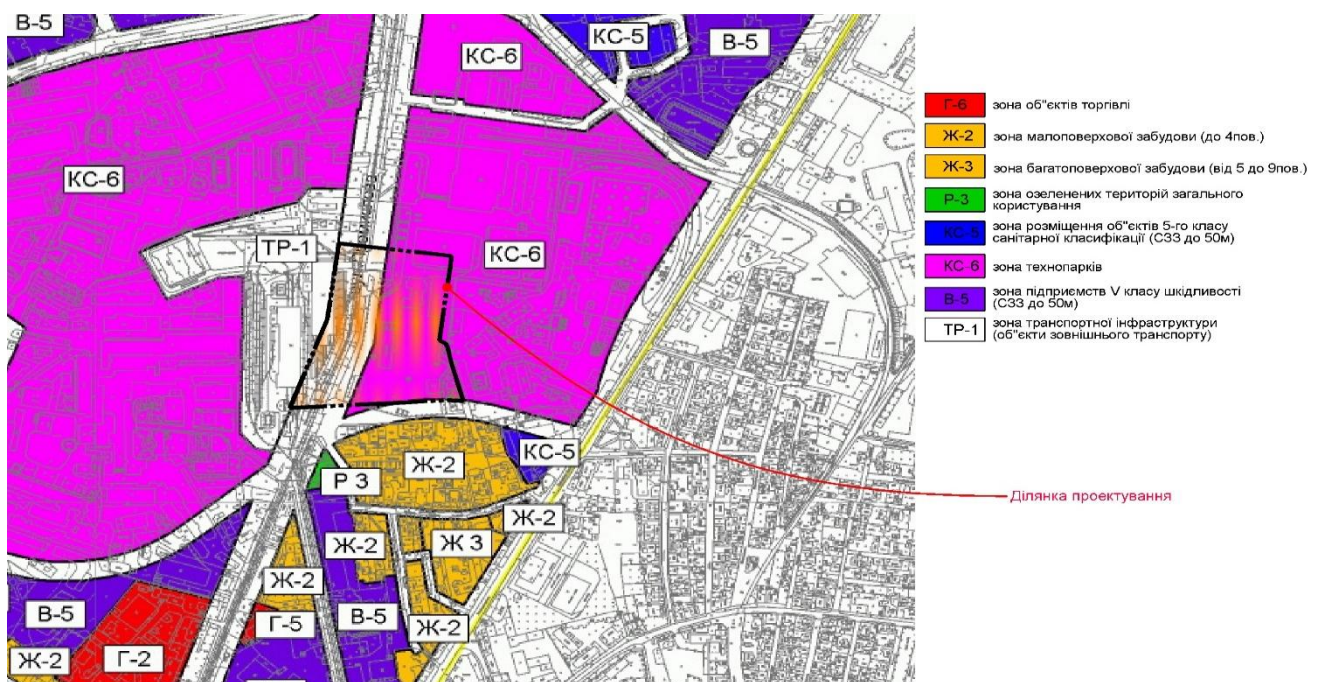 В-5
КС-6
КС-5
В-5
КС-6
ТР-1
КС-6
Ж-2
КС-5
Р 3
Ж-2
Ж-2
Ж 3
Ж-2
В-5
Г-5
В-5
Ж-2
Ж-2
Г-2
Г-6 зона об"єктів торгівлі
Ж-2 зона малоповерхової забудови (до 4пов.)
Ж-3 зона багатоповерхової забудови (від 5 до 9пов.)
Р-3 зона озеленених територій загального
користування
КС-5 зона розміщення об"єктів 5-го класу
санітарної класифікації (СЗЗ до 50м)
КС-6 зона технопарків
В-5 зона підприємств V класу шкідливості
(СЗЗ до 50м)
ТР-1 зона транспортної інфраструктури
(об"єкти зовнішнього транспорту)
Ділянка проектування